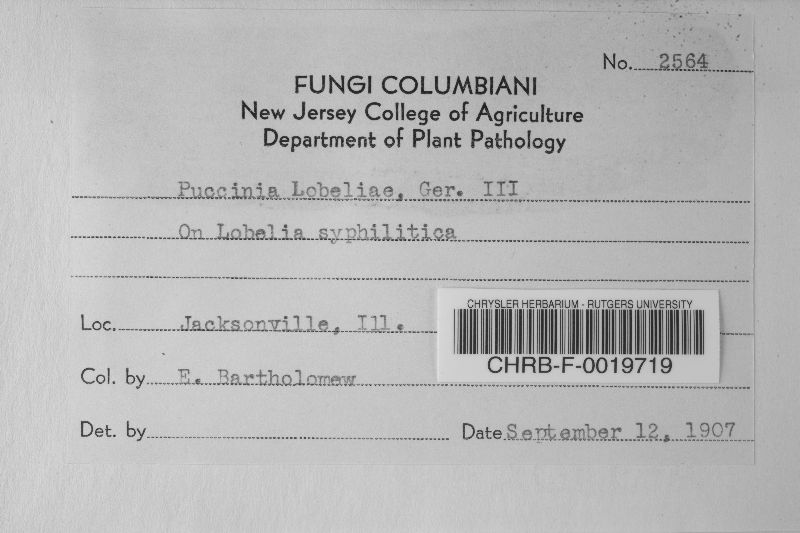 No. 2564
FUNGI COLUMBIANI
New Jersey College of Agriculture
Department of Plant Pathology
Puccinia Lobeliae, Ger. III
On Lobelia syphilitica
Loc. Jacksonville, Ill.
CHRYSLER HERBARIUM - RUTGERS UNIVERSITY
CHRB-F-0019719
Col. by E. Bartholomew
Det. by
Date September 12, 1907